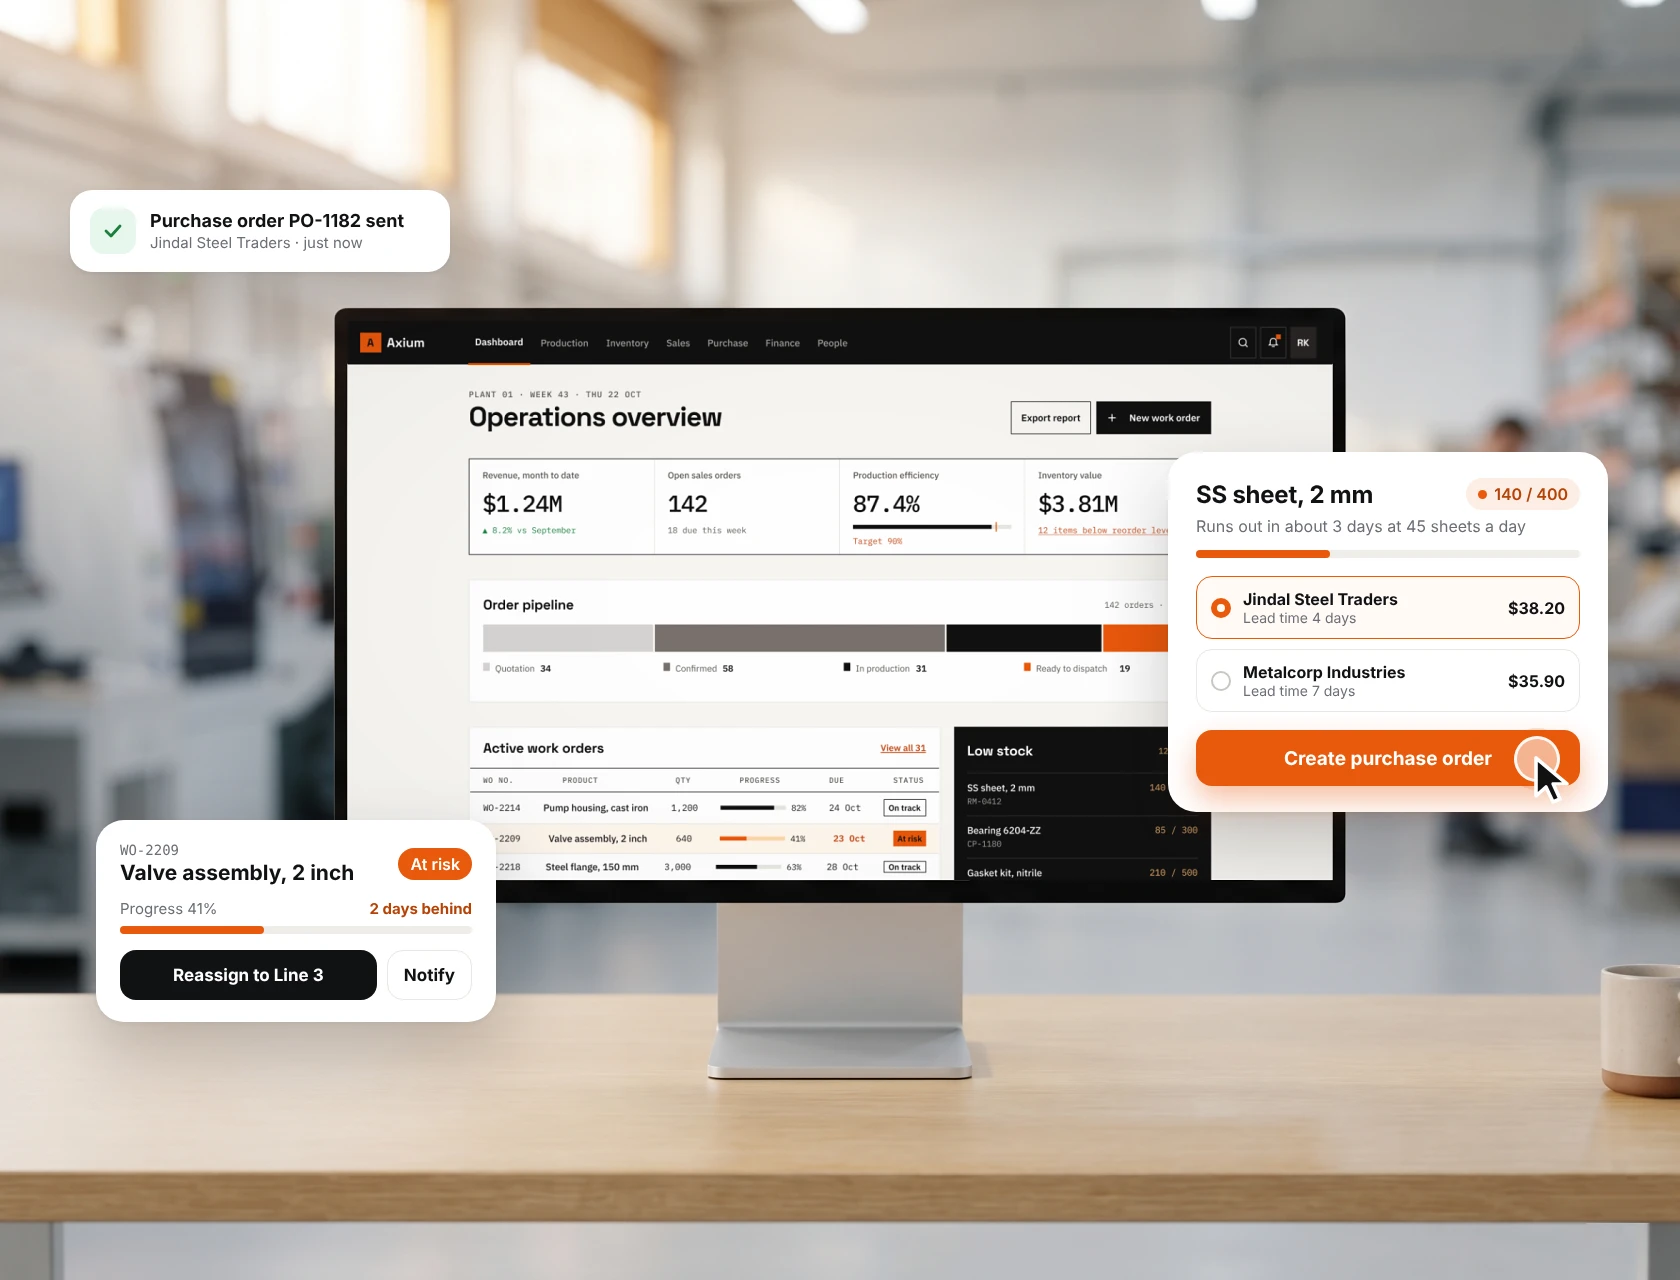 Purchase order PO-1182 sent
Jindal Steel Traders · just now
A Axium Dashboard Production Inventory Sales Purchase Finance People RK
PLANT 01 · WEEK 43 · THU 22 OCT
Operations overview
Export report
+ New work order
Revenue, month to date
$1.24M
▲ 8.2% vs September
Open sales orders
142
18 due this week
Production efficiency
87.4%
Target 90%
Inventory value
$3.81M
12 items below reorder
Order pipeline
142 orders ·
Quotation 34
Confirmed 58
In production 31
Ready to dispatch 19
Active work orders
View all 31
WO NO. PRODUCT QTY PROGRESS DUE STATUS
WO-2214 Pump housing, cast iron 1,200 82% 24 Oct On track
-2209 Valve assembly, 2 inch 640 41% 23 Oct At risk
-2218 Steel flange, 150 mm 3,000 63% 28 Oct On track
Low stock
12
SS sheet, 2 mm 140
RM-0412
Bearing 6204-ZZ 85 / 300
CP-1180
Gasket kit, nitrile 210 / 500
SS sheet, 2 mm
140 / 400
Runs out in about 3 days at 45 sheets a day
Jindal Steel Traders
Lead time 4 days
$38.20
Metalcorp Industries
Lead time 7 days
$35.90
Create purchase order
WO-2209
Valve assembly, 2 inch
At risk
Progress 41%
2 days behind
Reassign to Line 3
Notify